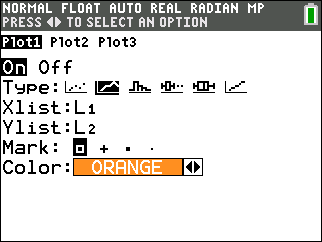 NORMAL FLOAT AUTO REAL RADIAN MP
PRESS ◀▶ TO SELECT AN OPTION
Plot1 Plot2 Plot3
On Off
Type:
Xlist:L1
Ylist:L2
Mark: □ + ▪ ·
Color: ORANGE ◀▶